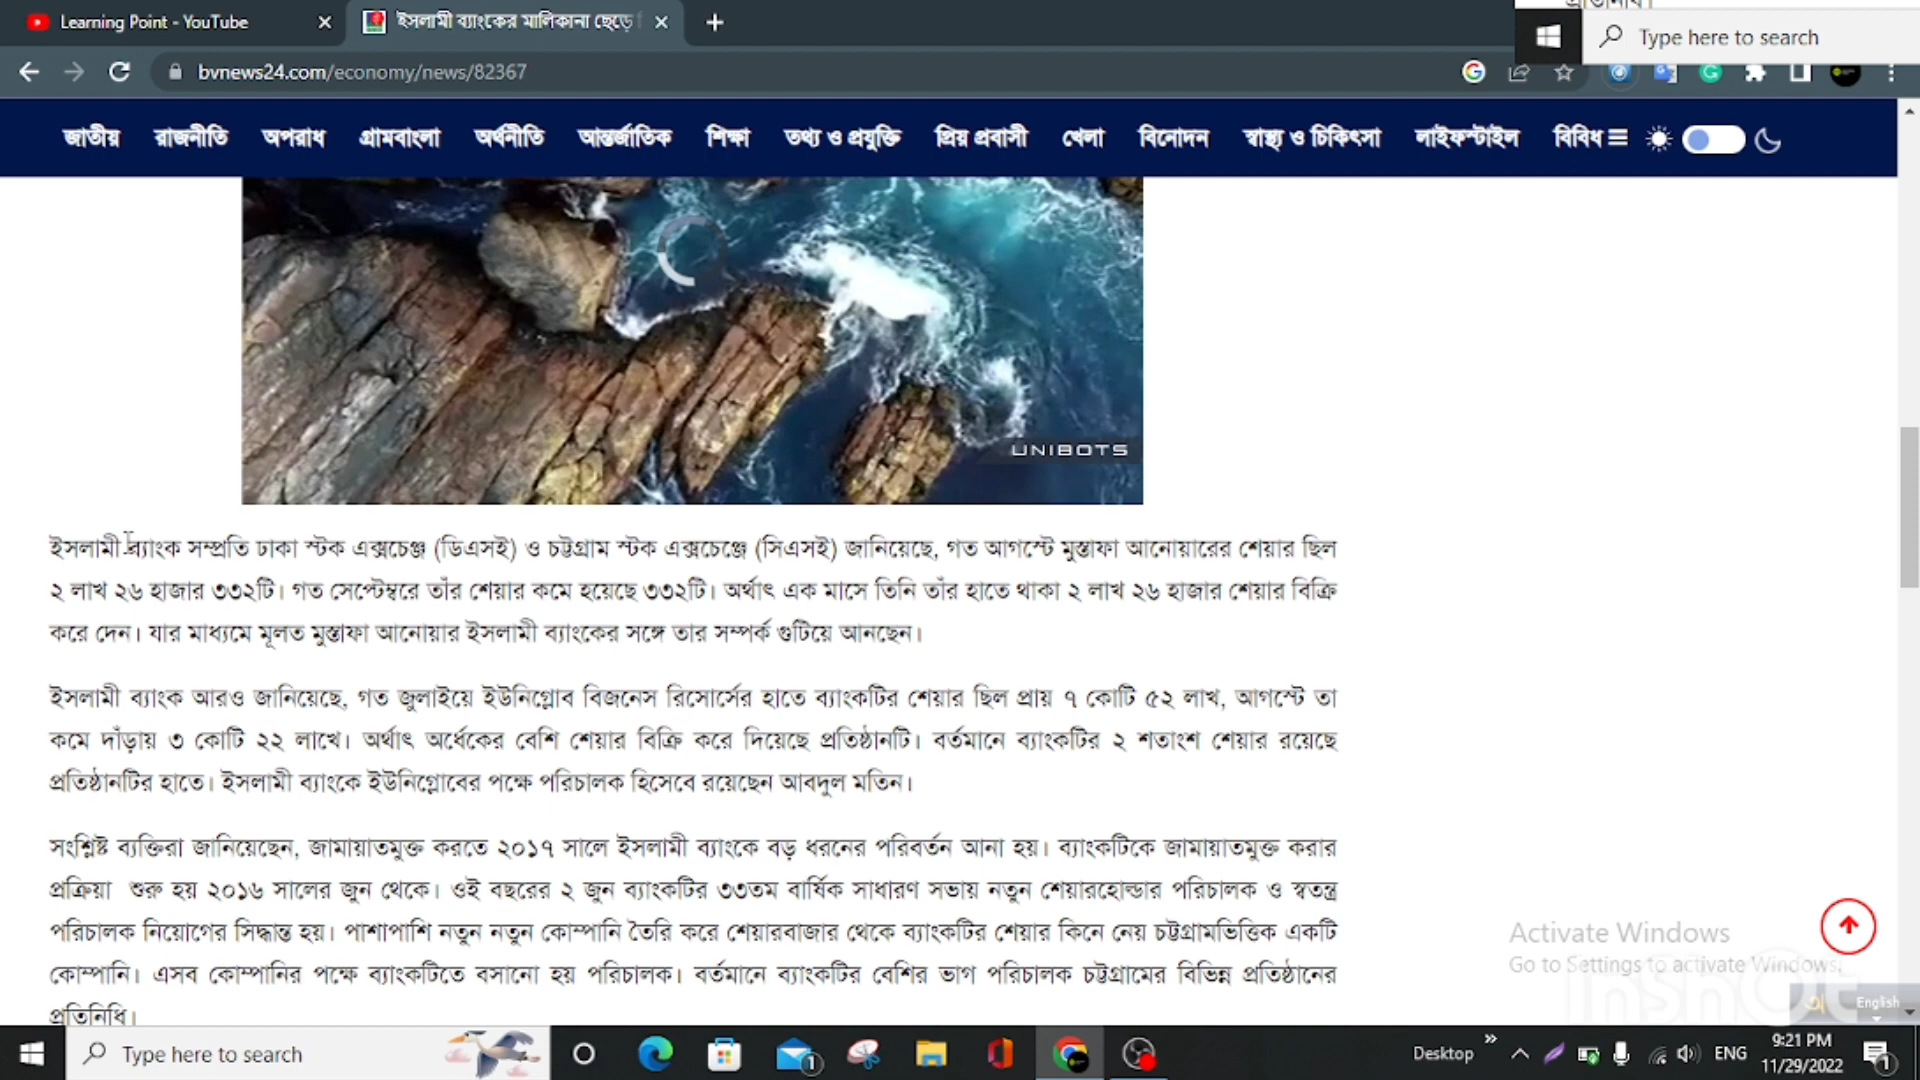 প্রতিনিধি।
Learning Point - YouTube
ইসলামী ব্যাংকের মালিকানা ছেড়ে
Type here to search
bvnews24.com/economy/news/82367
জাতীয় রাজনীতি অপরাধ গ্রামবাংলা অর্থনীতি আন্তর্জাতিক শিক্ষা তথ্য ও প্রযুক্তি প্রিয় প্রবাসী খেলা বিনোদন স্বাস্থ্য ও চিকিৎসা লাইফস্টাইল বিবিধ
UNIBOTS
ইসলামী ব্যাংক সম্প্রতি ঢাকা স্টক এক্সচেঞ্জ (ডিএসই) ও চট্টগ্রাম স্টক এক্সচেঞ্জে (সিএসই) জানিয়েছে, গত আগস্টে মুস্তাফা আনোয়ারের শেয়ার ছিল
২ লাখ ২৬ হাজার ৩৩২টি। গত সেপ্টেম্বরে তাঁর শেয়ার কমে হয়েছে ৩৩২টি। অর্থাৎ এক মাসে তিনি তাঁর হাতে থাকা ২ লাখ ২৬ হাজার শেয়ার বিক্রি
করে দেন। যার মাধ্যমে মূলত মুস্তাফা আনোয়ার ইসলামী ব্যাংকের সঙ্গে তার সম্পর্ক গুটিয়ে আনছেন।
ইসলামী ব্যাংক আরও জানিয়েছে, গত জুলাইয়ে ইউনিগ্লোব বিজনেস রিসোর্সের হাতে ব্যাংকটির শেয়ার ছিল প্রায় ৭ কোটি ৫২ লাখ, আগস্টে তা
কমে দাঁড়ায় ৩ কোটি ২২ লাখে। অর্থাৎ অর্ধেকের বেশি শেয়ার বিক্রি করে দিয়েছে প্রতিষ্ঠানটি। বর্তমানে ব্যাংকটির ২ শতাংশ শেয়ার রয়েছে
প্রতিষ্ঠানটির হাতে। ইসলামী ব্যাংকে ইউনিগ্লোবের পক্ষে পরিচালক হিসেবে রয়েছেন আবদুল মতিন।
সংশ্লিষ্ট ব্যক্তিরা জানিয়েছেন, জামায়াতমুক্ত করতে ২০১৭ সালে ইসলামী ব্যাংকে বড় ধরনের পরিবর্তন আনা হয়। ব্যাংকটিকে জামায়াতমুক্ত করার
প্রক্রিয়া শুরু হয় ২০১৬ সালের জুন থেকে। ওই বছরের ২ জুন ব্যাংকটির ৩৩তম বার্ষিক সাধারণ সভায় নতুন শেয়ারহোল্ডার পরিচালক ও স্বতন্ত্র
পরিচালক নিয়োগের সিদ্ধান্ত হয়। পাশাপাশি নতুন নতুন কোম্পানি তৈরি করে শেয়ারবাজার থেকে ব্যাংকটির শেয়ার কিনে নেয় চট্টগ্রামভিত্তিক একটি
কোম্পানি। এসব কোম্পানির পক্ষে ব্যাংকটিতে বসানো হয় পরিচালক। বর্তমানে ব্যাংকটির বেশির ভাগ পরিচালক চট্টগ্রামের বিভিন্ন প্রতিষ্ঠানের
প্রতিনিধি।
Activate Windows
Go to Settings to activate Windows.
InShOt
অ English
Type here to search
1
Desktop
ENG
9:21 PM
11/29/2022
1